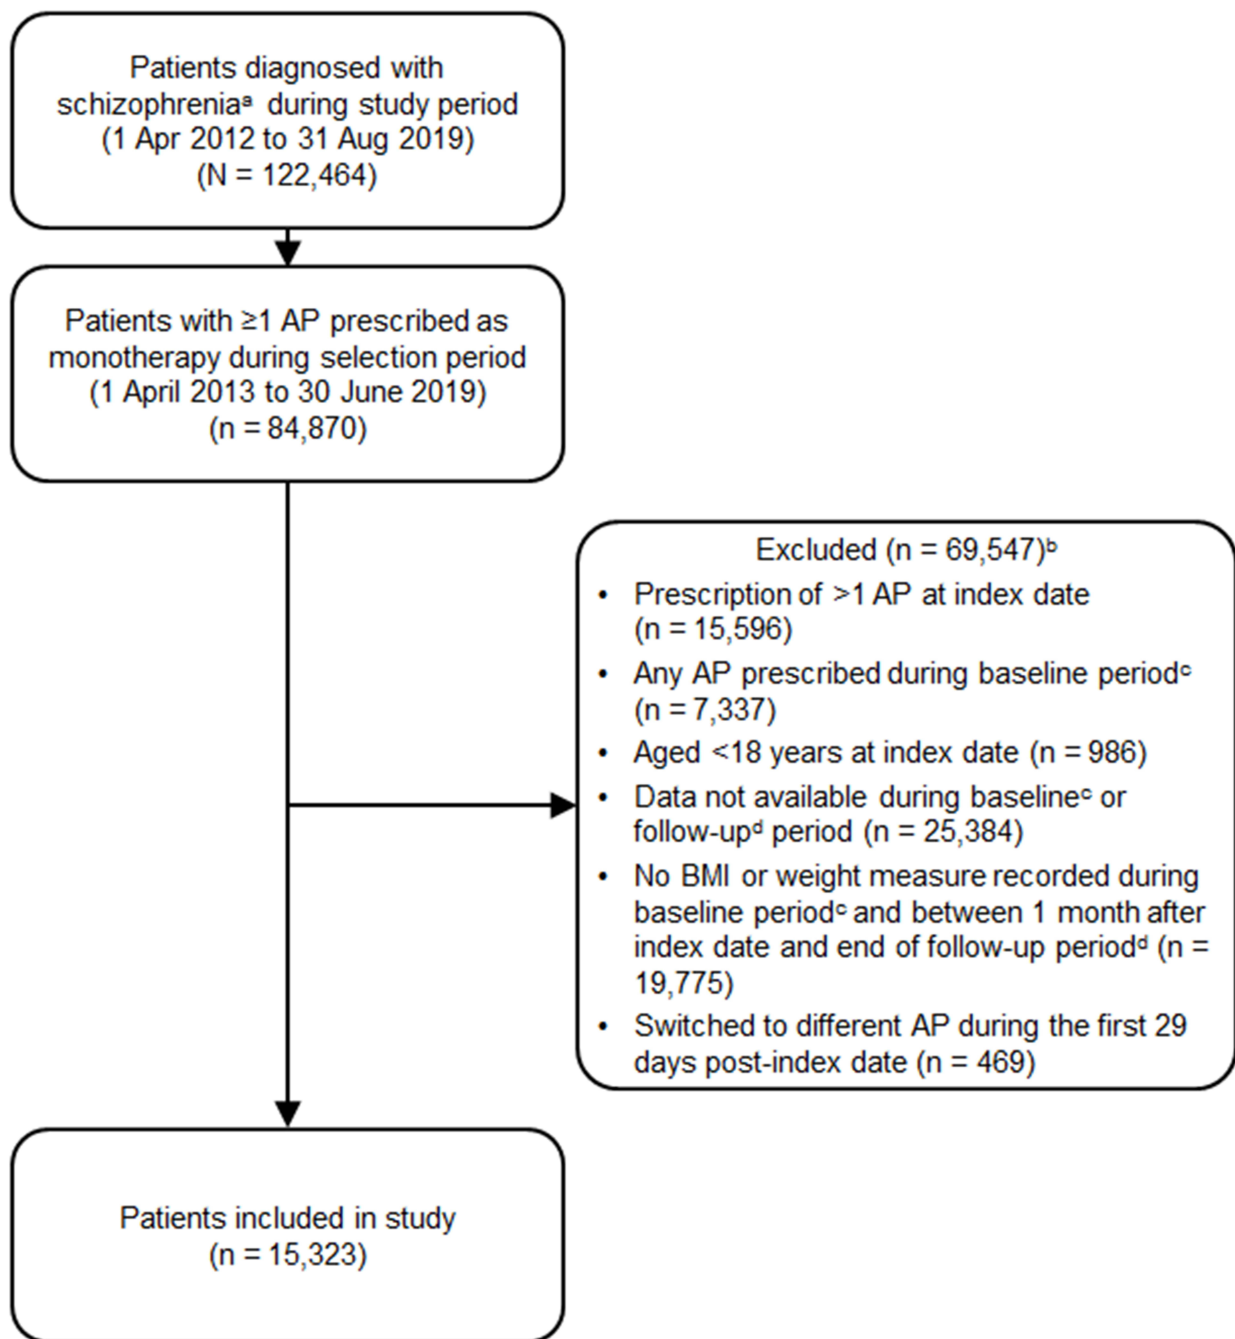 Patients diagnosed with
schizophreniaᵃ during study period
(1 Apr 2012 to 31 Aug 2019)
(N = 122,464)
Patients with ≥1 AP prescribed as
monotherapy during selection period
(1 April 2013 to 30 June 2019)
(n = 84,870)
Excluded (n = 69,547)ᵇ
• Prescription of >1 AP at index date
(n = 15,596)
• Any AP prescribed during baseline periodᶜ
(n = 7,337)
• Aged <18 years at index date (n = 986)
• Data not available during baselineᶜ or
follow-upᵈ period (n = 25,384)
• No BMI or weight measure recorded during
baseline periodᶜ and between 1 month after
index date and end of follow-up periodᵈ (n =
19,775)
• Switched to different AP during the first 29
days post-index date (n = 469)
Patients included in study
(n = 15,323)